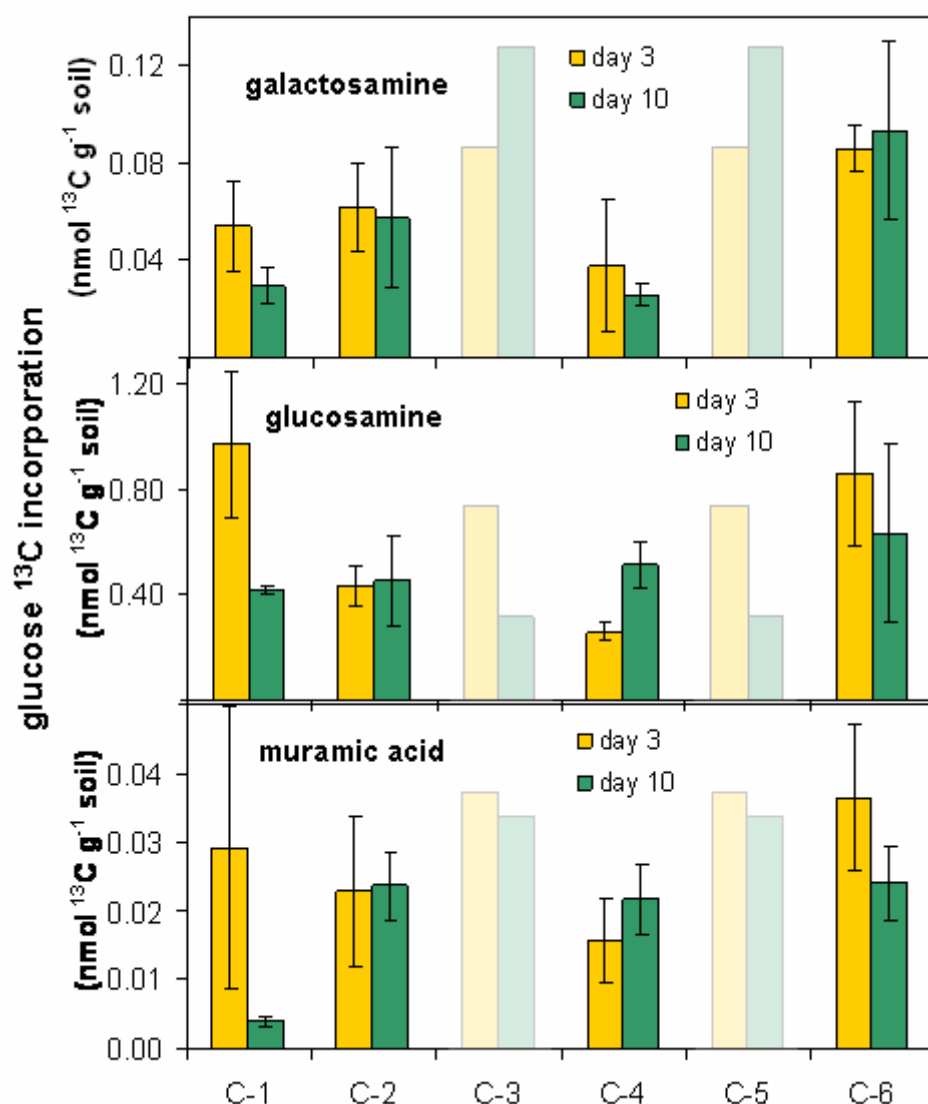 glucose ¹³C incorporation
(nmol ¹³C g⁻¹ soil)
0.12
0.08
0.04
galactosamine
day 3
day 10
(nmol ¹³C g⁻¹ soil)
1.20
0.80
0.40
glucosamine
day 3
day 10
(nmol ¹³C g⁻¹ soil)
0.04
0.03
0.02
0.01
0.00
muramic acid
day 3
day 10
C-1 C-2 C-3 C-4 C-5 C-6